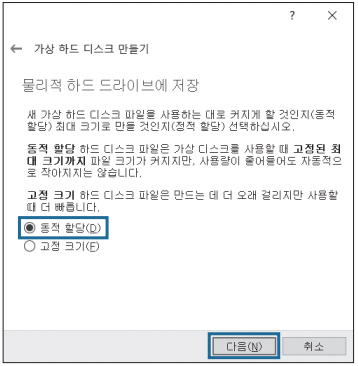 ?
가상 하드 디스크 만들기
물리적 하드 드라이브에 저장
새 가상 하드 디스크 파일을 사용하는 대로 커지게 할 것인지(동적
할당) 최대 크기로 만들 것인지(정적 할당) 선택하십시오.
동적 할당 하드 디스크 파일은 가상 디스크를 사용할 때 고정된 최
대 크기까지 파일 크기가 커지지만, 사용량이 줄어들어도 자동적으
로 작아지지는 않습니다.
고정 크기 하드 디스크 파일은 만드는 데 더 오래 걸리지만 사용할
때 더 빠릅니다.
동적 할당(D)
고정 크기(F)
다음(N) 취소